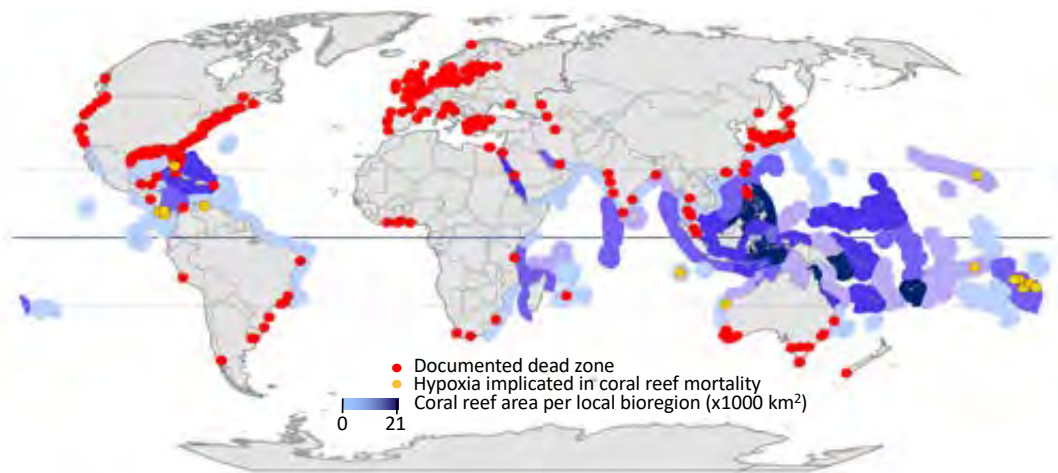 Documented dead zone
Hypoxia implicated in coral reef mortality
Coral reef area per local bioregion (x1000 km²)
0 21